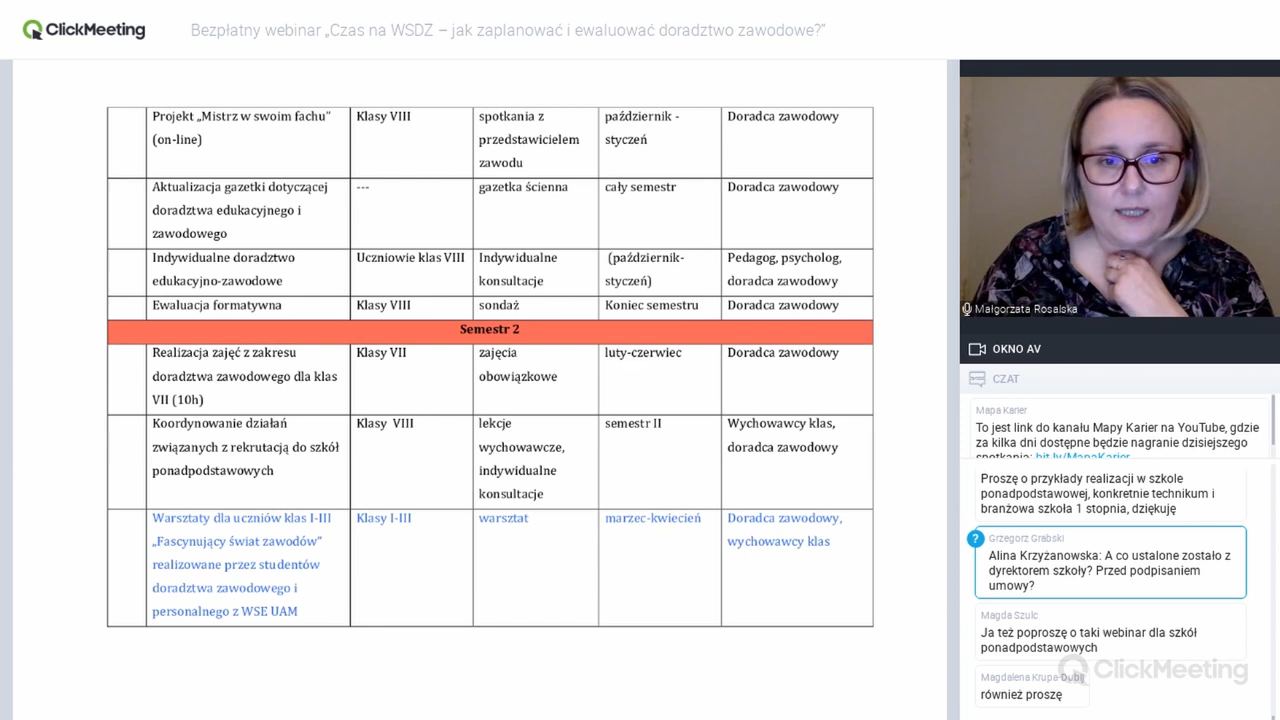 ClickMeeting
Bezpłatny webinar „Czas na WSDZ – jak zaplanować i ewaluować doradztwo zawodowe?”
Projekt „Mistrz w swoim fachu”
(on-line)
Klasy VIII
spotkania z
przedstawicielem
zawodu
październik -
styczeń
Doradca zawodowy
Aktualizacja gazetki dotyczącej
doradztwa edukacyjnego i
zawodowego
---
gazetka ścienna
cały semestr
Doradca zawodowy
Indywidualne doradztwo
edukacyjno-zawodowe
Uczniowie klas VIII
Indywidualne
konsultacje
(październik-
styczeń)
Pedagog, psycholog,
doradca zawodowy
Ewaluacja formatywna
Klasy VIII
sondaż
Koniec semestru
Doradca zawodowy
Semestr 2
Realizacja zajęć z zakresu
doradztwa zawodowego dla klas
VII (10h)
Klasy VII
zajęcia
obowiązkowe
luty-czerwiec
Doradca zawodowy
Koordynowanie działań
związanych z rekrutacją do szkół
ponadpodstawowych
Klasy VIII
lekcje
wychowawcze,
indywidualne
konsultacje
semestr II
Wychowawcy klas,
doradca zawodowy
Warsztaty dla uczniów klas I-III
„Fascynujący świat zawodów”
realizowane przez studentów
doradztwa zawodowego i
personalnego z WSE UAM
Klasy I-III
warsztat
marzec-kwiecień
Doradca zawodowy,
wychowawcy klas
Małgorzata Rosalska
OKNO AV
CZAT
Mapa Karier
To jest link do kanału Mapy Karier na YouTube, gdzie
za kilka dni dostępne będzie nagranie dzisiejszego
spotkania: bit.ly/MapaKarier
Proszę o przykłady realizacji w szkole
ponadpodstawowej, konkretnie technikum i
branżowa szkoła 1 stopnia, dziękuję
?
Grzegorz Grabski
Alina Krzyżanowska: A co ustalone zostało z
dyrektorem szkoły? Przed podpisaniem
umowy?
Magda Szulc
Ja też poproszę o taki webinar dla szkół
ponadpodstawowych
ClickMeeting
Magdalena Krupa-Dubij
również proszę